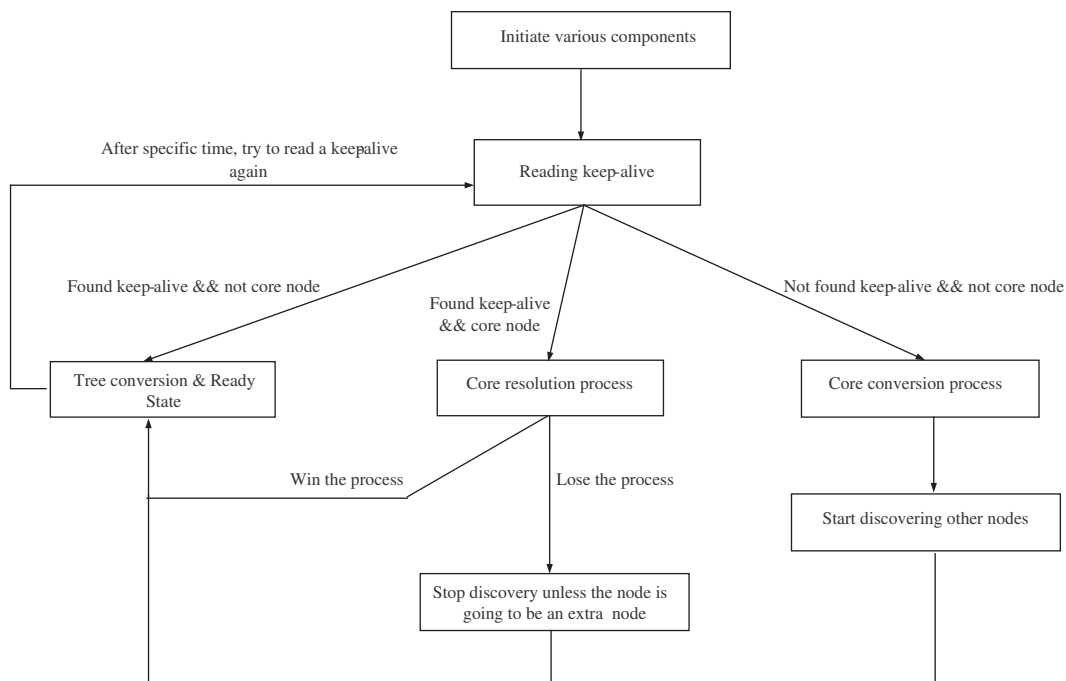 Initiate various components
After specific time, try to read a keep-alive
again
Reading keep-alive
Found keep-alive && not core node
Found keep-alive
&& core node
Not found keep-alive && not core node
Tree conversion & Ready
State
Core resolution process
Core conversion process
Win the process
Lose the process
Start discovering other nodes
Stop discovery unless the node is
going to be an extra node